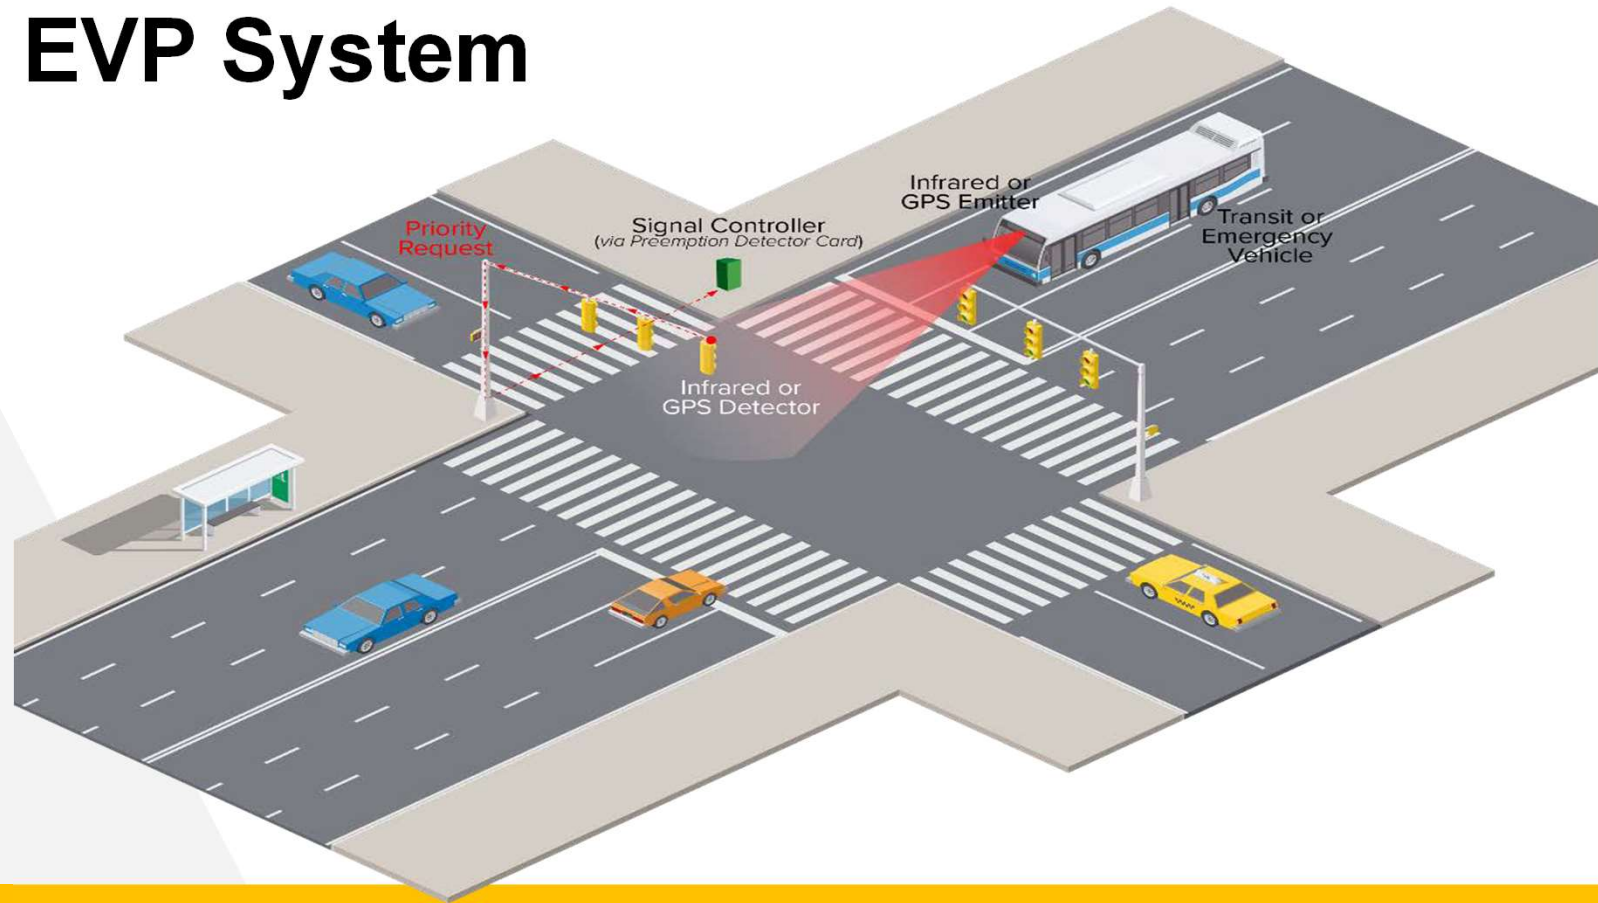 EVP System
Infrared or
GPS Emitter
Priority
Request
Signal Controller
(via Preemption Detector Card)
Transit or
Emergency
Vehicle
Infrared or
GPS Detector